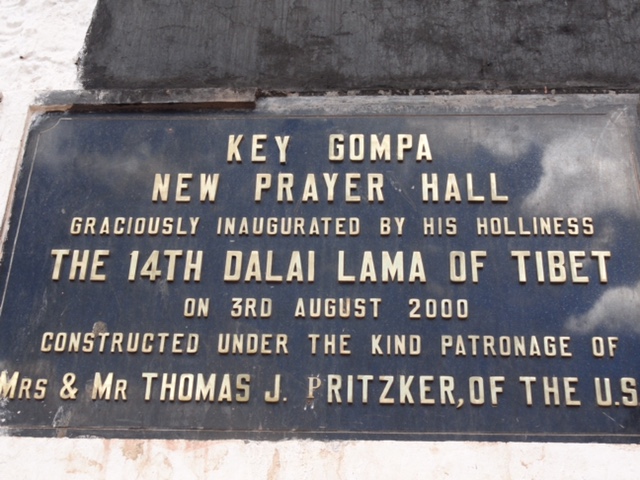 KEY GOMPA
NEW PRAYER HALL
GRACIOUSLY INAUGURATED BY HIS HOLLINESS
THE 14TH DALAI LAMA OF TIBET
ON 3RD AUGUST 2000
CONSTRUCTED UNDER THE KIND PATRONAGE OF
MRS & MR THOMAS J. PRITZKER, OF THE U.S